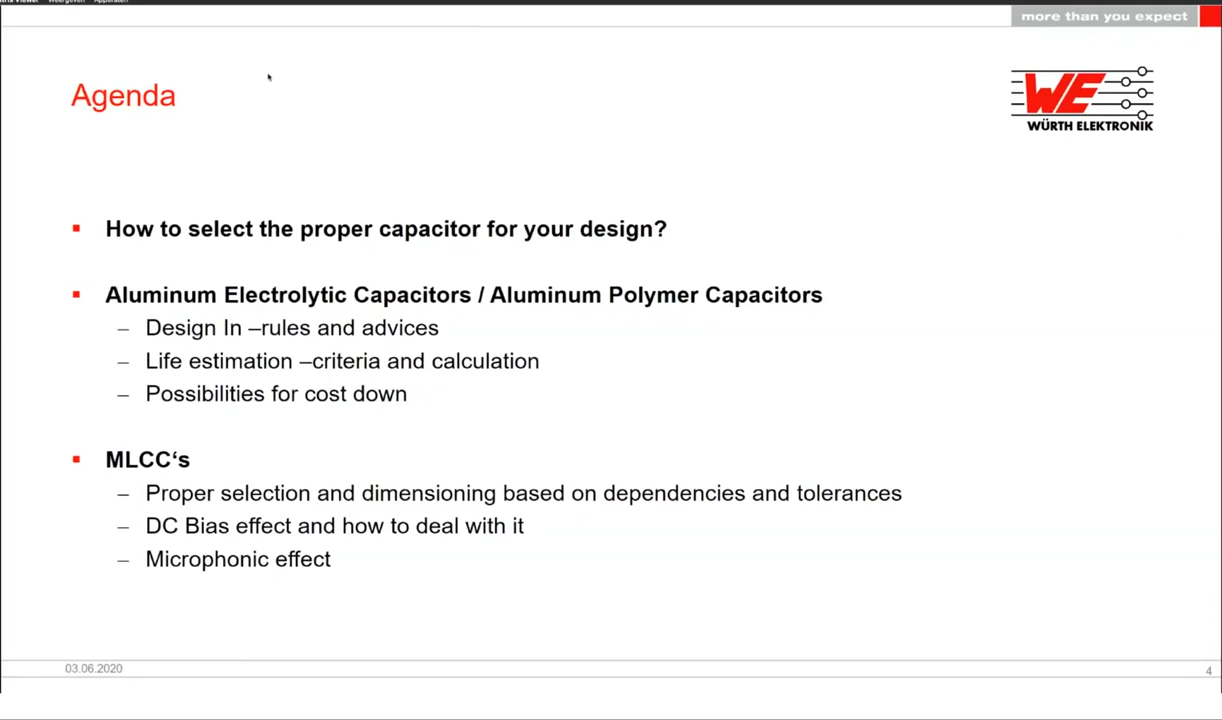 Weergeven Apparaten
more than you expect
Agenda
WE
WÜRTH ELEKTRONIK
How to select the proper capacitor for your design?
Aluminum Electrolytic Capacitors / Aluminum Polymer Capacitors
– Design In –rules and advices
– Life estimation –criteria and calculation
– Possibilities for cost down
MLCC‘s
– Proper selection and dimensioning based on dependencies and tolerances
– DC Bias effect and how to deal with it
– Microphonic effect
03.06.2020
4